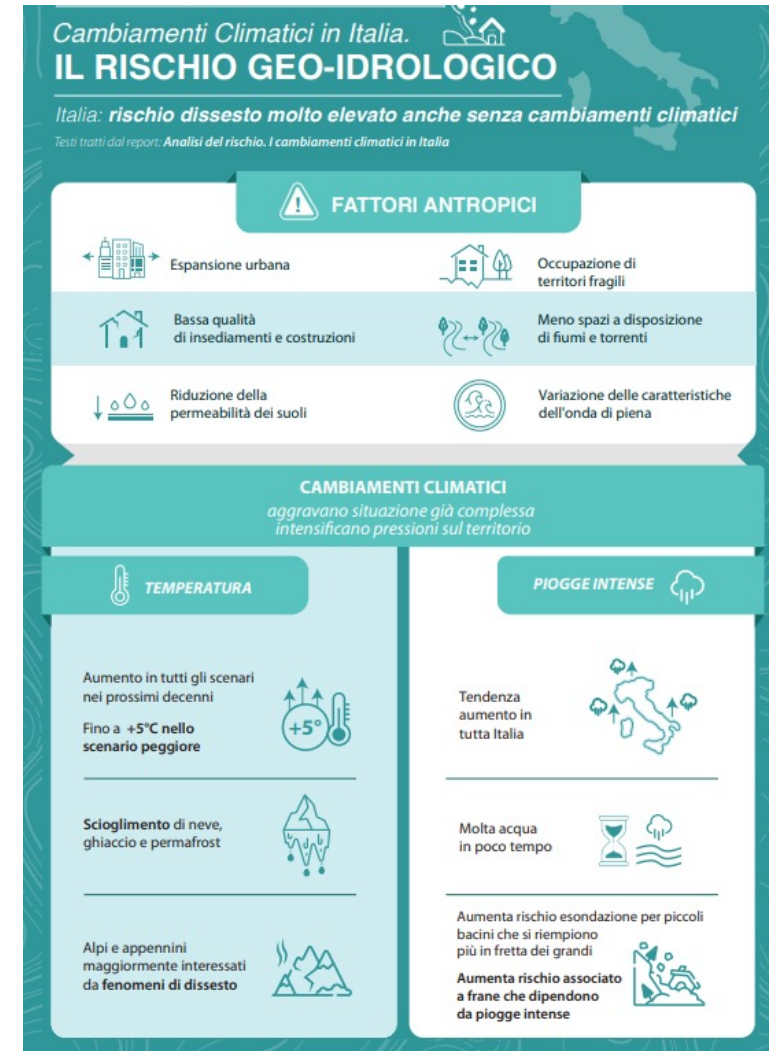 Cambiamenti Climatici in Italia.
IL RISCHIO GEO-IDROLOGICO
Italia: rischio dissesto molto elevato anche senza cambiamenti climatici
Testi tratti dal report: Analisi del rischio. I cambiamenti climatici in Italia
FATTORI ANTROPICI
Espansione urbana
Occupazione di
territori fragili
Bassa qualità
di insediamenti e costruzioni
Meno spazi a disposizione
di fiumi e torrenti
Riduzione della
permeabilità dei suoli
Variazione delle caratteristiche
dell'onda di piena
CAMBIAMENTI CLIMATICI
aggravano situazione già complessa
intensificano pressioni sul territorio
TEMPERATURA
Aumento in tutti gli scenari
nei prossimi decenni
Fino a +5°C nello
scenario peggiore
+5°
Scioglimento di neve,
ghiaccio e permafrost
Alpi e appennini
maggiormente interessati
da fenomeni di dissesto
PIOGGE INTENSE
Tendenza
aumento in
tutta Italia
Molta acqua
in poco tempo
Aumenta rischio esondazione per piccoli
bacini che si riempiono
più in fretta dei grandi
Aumenta rischio associato
a frane che dipendono
da piogge intense